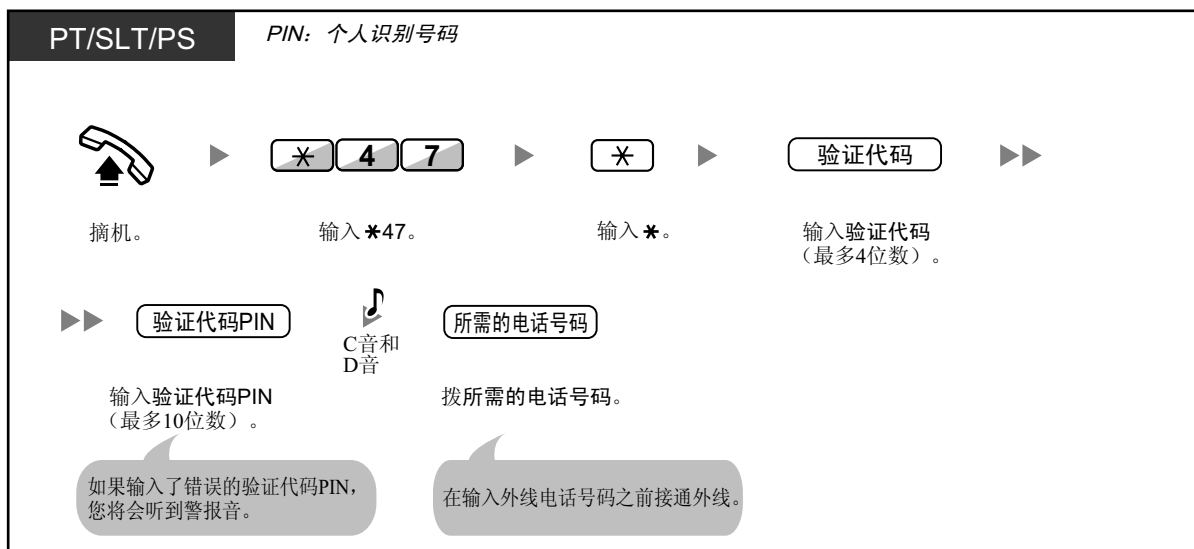 PT/SLT/PS
PIN：个人识别号码
✳ 4 7
✳
验证代码
摘机。
输入✳47。
输入✳。
输入验证代码
（最多4位数）。
验证代码PIN
C音和
D音
所需的电话号码
输入验证代码PIN
（最多10位数）。
拨所需的电话号码。
如果输入了错误的验证代码PIN，
您将会听到警报音。
在输入外线电话号码之前接通外线。